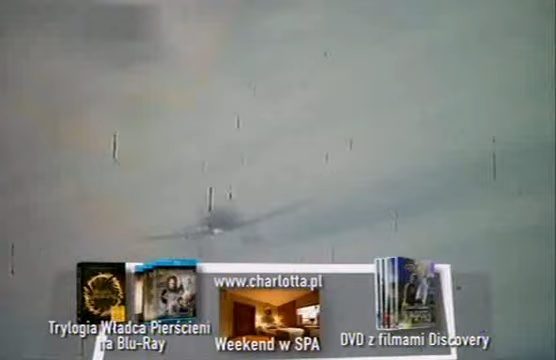 www.charlotta.pl
Trylogia Władca Pierścieni
na Blu-Ray
Weekend w SPA
DVD z filmami Discovery